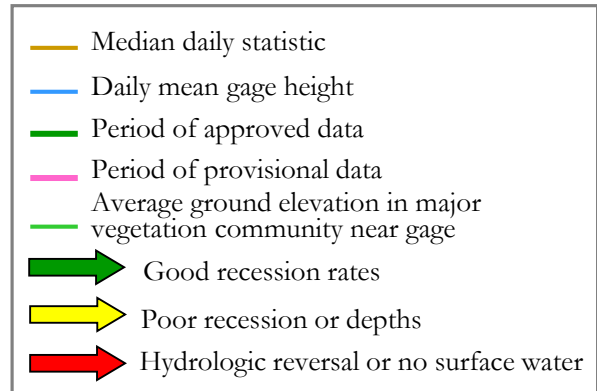 Median daily statistic
Daily mean gage height
Period of approved data
Period of provisional data
Average ground elevation in major
vegetation community near gage
Good recession rates
Poor recession or depths
Hydrologic reversal or no surface water